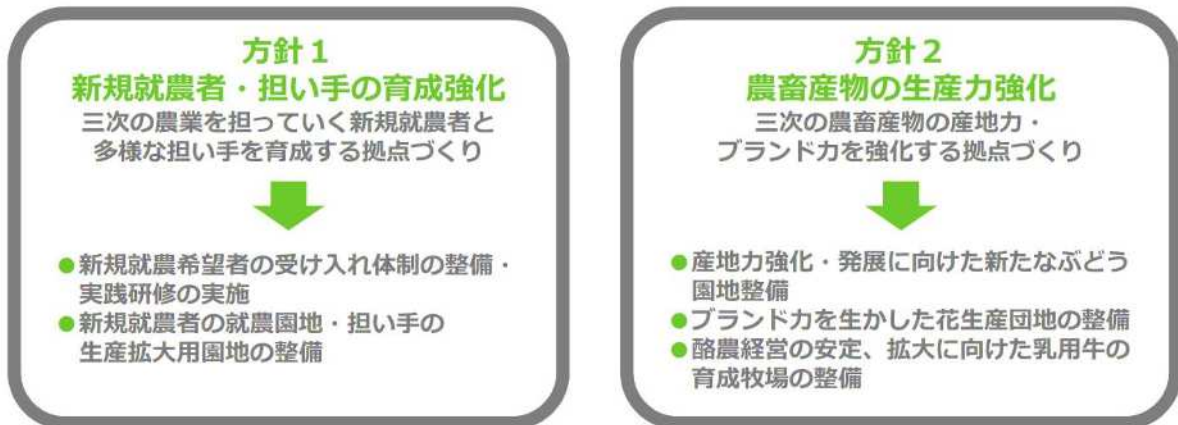 方針１
新規就農者・担い手の育成強化
三次の農業を担っていく新規就農者と
多様な担い手を育成する拠点づくり
●新規就農希望者の受け入れ体制の整備・
実践研修の実施
●新規就農者の就農園地・担い手の
生産拡大用園地の整備
方針２
農畜産物の生産力強化
三次の農畜産物の産地力・
ブランド力を強化する拠点づくり
●産地力強化・発展に向けた新たなぶどう
園地整備
●ブランド力を生かした花生産団地の整備
●酪農経営の安定、拡大に向けた乳用牛の
育成牧場の整備